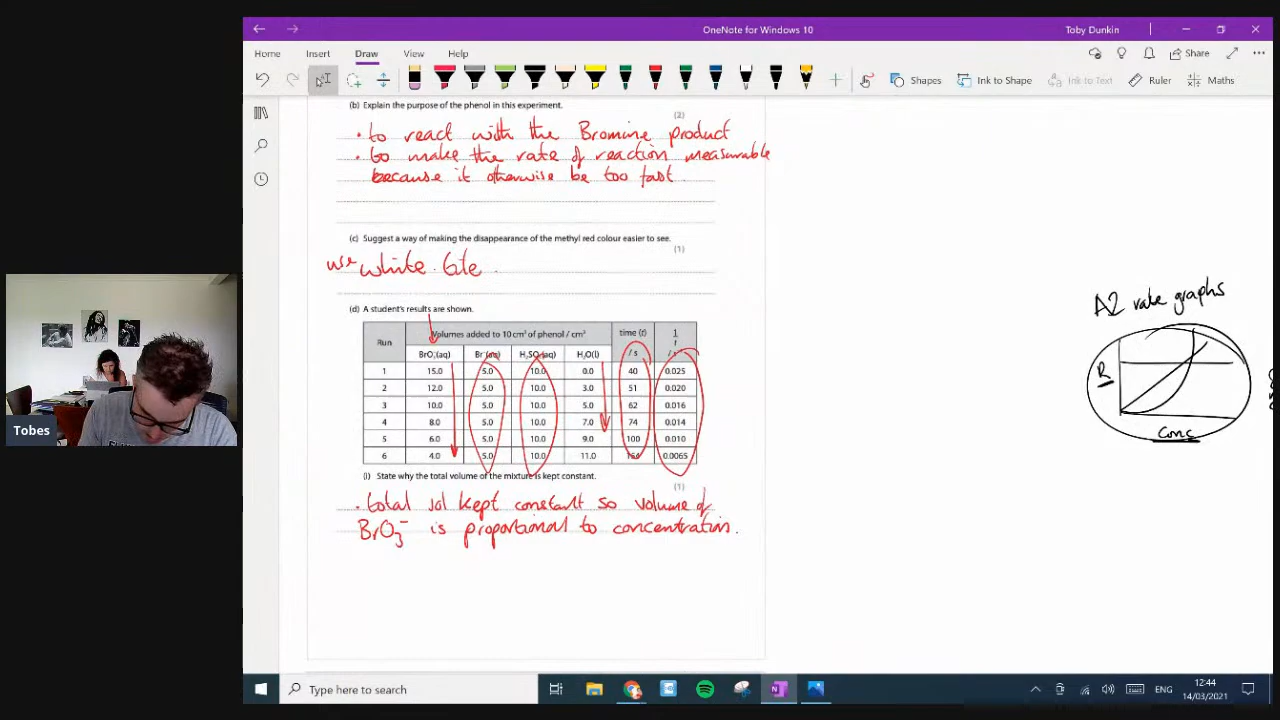 OneNote for Windows 10
Toby Dunkin
Home Insert Draw View Help
Share
Shapes Ink to Shape Ink to Text Ruler Maths
(b) Explain the purpose of the phenol in this experiment.
(2)
· to react with the Bromine product
· to make the rate of reaction measurable
because it otherwise be too fast
(c) Suggest a way of making the disappearance of the methyl red colour easier to see.
(1)
use white tile.
(d) A student's results are shown.
Run Volumes added to 10 cm³ of phenol / cm³ time (t) / s 1/t / s
BrO₃⁻(aq) Br⁻(aq) H₂SO₄(aq) H₂O(l)
1 15.0 5.0 10.0 0.0 40 0.025
2 12.0 5.0 10.0 3.0 51 0.020
3 10.0 5.0 10.0 5.0 62 0.016
4 8.0 5.0 10.0 7.0 74 0.014
5 6.0 5.0 10.0 9.0 100 0.010
6 4.0 5.0 10.0 11.0 154 0.0065
(i) State why the total volume of the mixture is kept constant.
(1)
· total vol kept constant so volume of
BrO₃⁻ is proportional to concentration.
A2 rate graphs
R
Conc
Tobes
Type here to search
ENG
12:44
14/03/2021